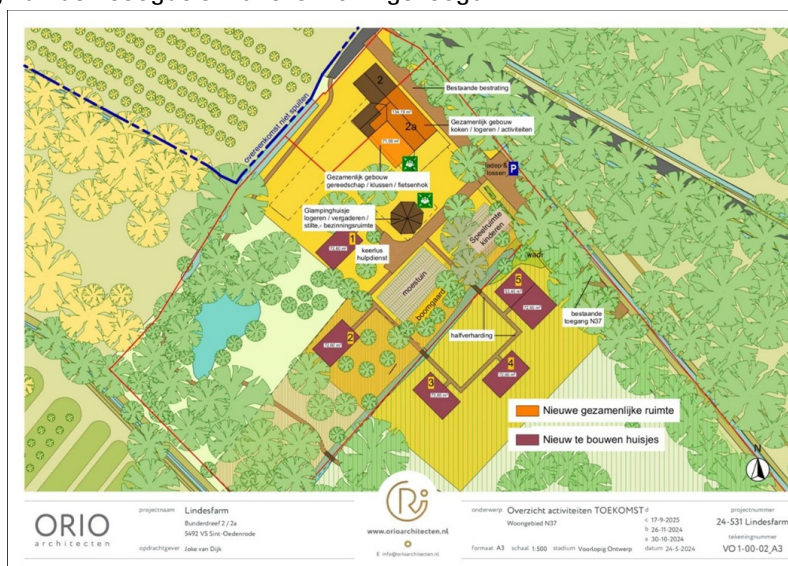 overeenkomst niet spuiten
2
2a
Bestaande bestrating
Gezamenlijk gebouw
koken / logeren / activiteiten
laden &
lossen
P
Gezamenlijk gebouw
gereedschap / klussen / fietsenhok
Glampinghuisje
logeren / vergaderen /
stilte,- bezinningsruimte
1
keerlus
hulpdienst
Speelruimte
kinderen
wadi
moestuin
boomgaard
5
bestaande
toegang N37
halfverharding
2
4
3
Nieuwe gezamenlijke ruimte
Nieuw te bouwen huisjes
N
ORIO
architecten
projectnaam Lindesfarm
Bunderdreef 2 / 2a
5492 VS Sint-Oedenrode
opdrachtgever Joke van Dijk
www.orioarchitecten.nl
E info@orioarchitecten.nl
onderwerp Overzicht activiteiten TOEKOMST
Woongebied N37
formaat A3 schaal 1:500 stadium Voorlopig Ontwerp
d
c 17-9-2025
b 26-11-2024
a 30-10-2024
datum 24-5-2024
projectnummer
24-531 Lindesfarm
tekeningnummer
VO 1-00-02_A3